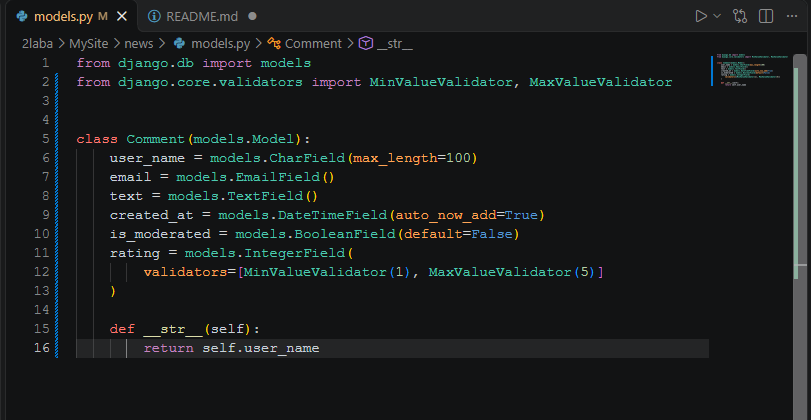 models.py M
README.md
2laba > MySite > news > models.py > Comment > __str__
1 from django.db import models
2 from django.core.validators import MinValueValidator, MaxValueValidator
3
4
5 class Comment(models.Model):
6     user_name = models.CharField(max_length=100)
7     email = models.EmailField()
8     text = models.TextField()
9     created_at = models.DateTimeField(auto_now_add=True)
10     is_moderated = models.BooleanField(default=False)
11     rating = models.IntegerField(
12         validators=[MinValueValidator(1), MaxValueValidator(5)]
13     )
14
15     def __str__(self):
16         return self.user_name